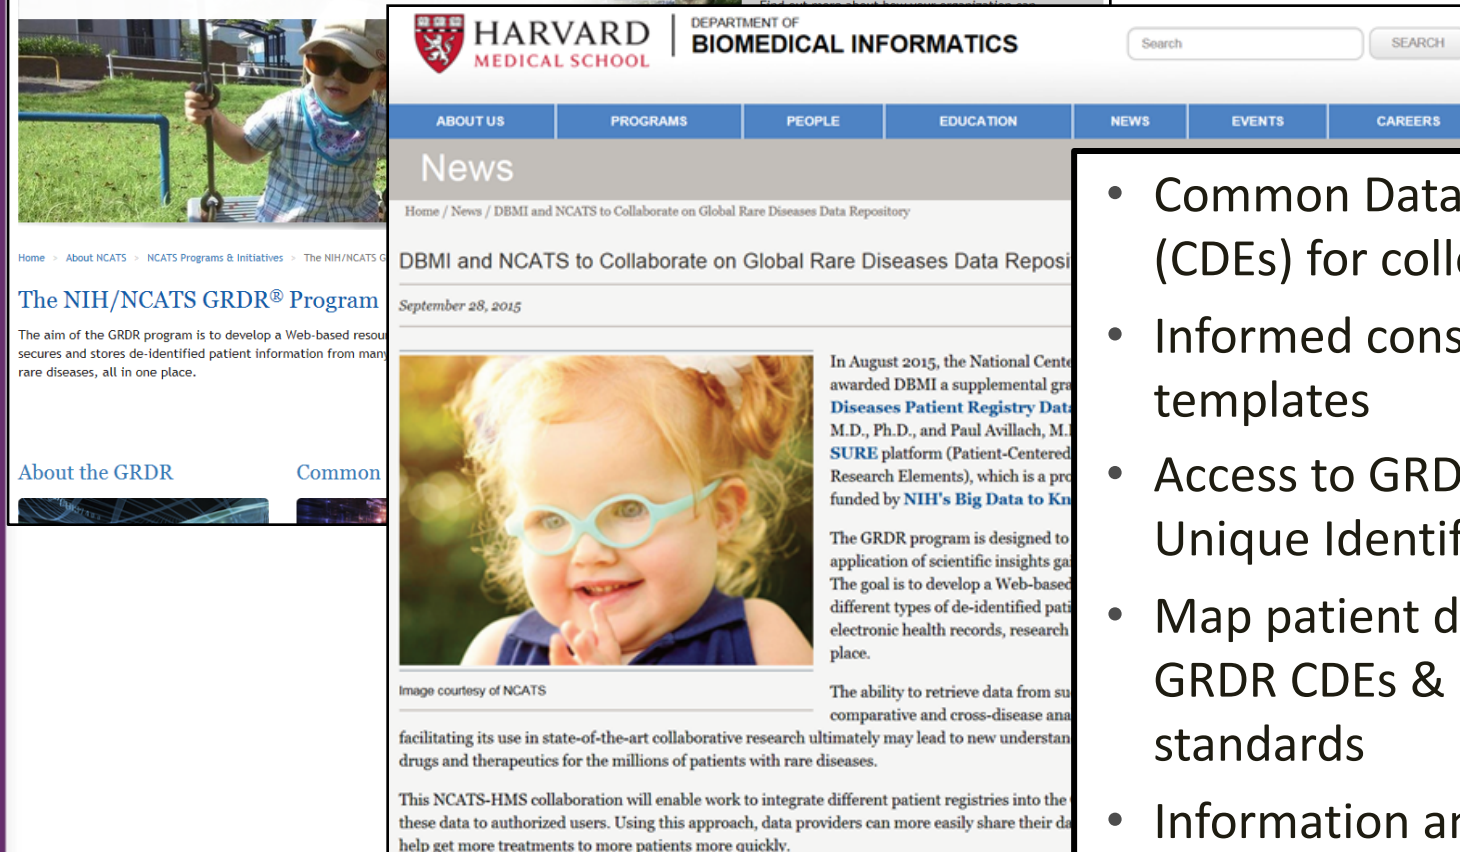 Find out more about how your organization can
HARVARD
MEDICAL SCHOOL
DEPARTMENT OF
BIOMEDICAL INFORMATICS
Search
SEARCH
ABOUT US
PROGRAMS
PEOPLE
EDUCATION
NEWS
EVENTS
CAREERS
News
Home / News / DBMI and NCATS to Collaborate on Global Rare Diseases Data Repository
DBMI and NCATS to Collaborate on Global Rare Diseases Data Reposi
September 28, 2015
In August 2015, the National Cente
awarded DBMI a supplemental gra
Diseases Patient Registry Data
M.D., Ph.D., and Paul Avillach, M.
SURE platform (Patient-Centered
Research Elements), which is a pro
funded by NIH's Big Data to Kn
The GRDR program is designed to
application of scientific insights ga
The goal is to develop a Web-based
different types of de-identified pati
electronic health records, research
place.
Image courtesy of NCATS
The ability to retrieve data from su
comparative and cross-disease ana
facilitating its use in state-of-the-art collaborative research ultimately may lead to new understan
drugs and therapeutics for the millions of patients with rare diseases.
This NCATS-HMS collaboration will enable work to integrate different patient registries into the
these data to authorized users. Using this approach, data providers can more easily share their da
help get more treatments to more patients more quickly.
Home > About NCATS > NCATS Programs & Initiatives > The NIH/NCATS G
The NIH/NCATS GRDR® Program
The aim of the GRDR program is to develop a Web-based resou
secures and stores de-identified patient information from many
rare diseases, all in one place.
About the GRDR
Common
• Common Data
(CDEs) for coll
• Informed cons
templates
• Access to GRD
Unique Identif
• Map patient d
GRDR CDEs &
standards
• Information ar